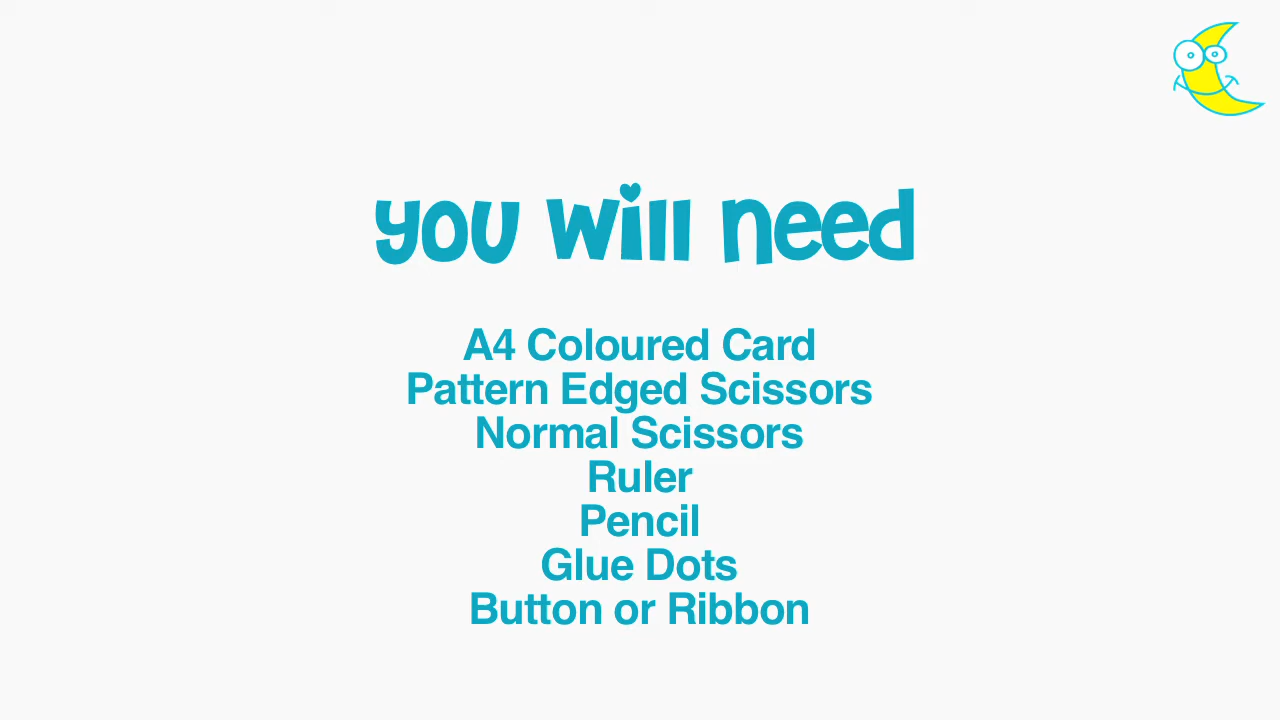 you will need
A4 Coloured Card
Pattern Edged Scissors
Normal Scissors
Ruler
Pencil
Glue Dots
Button or Ribbon